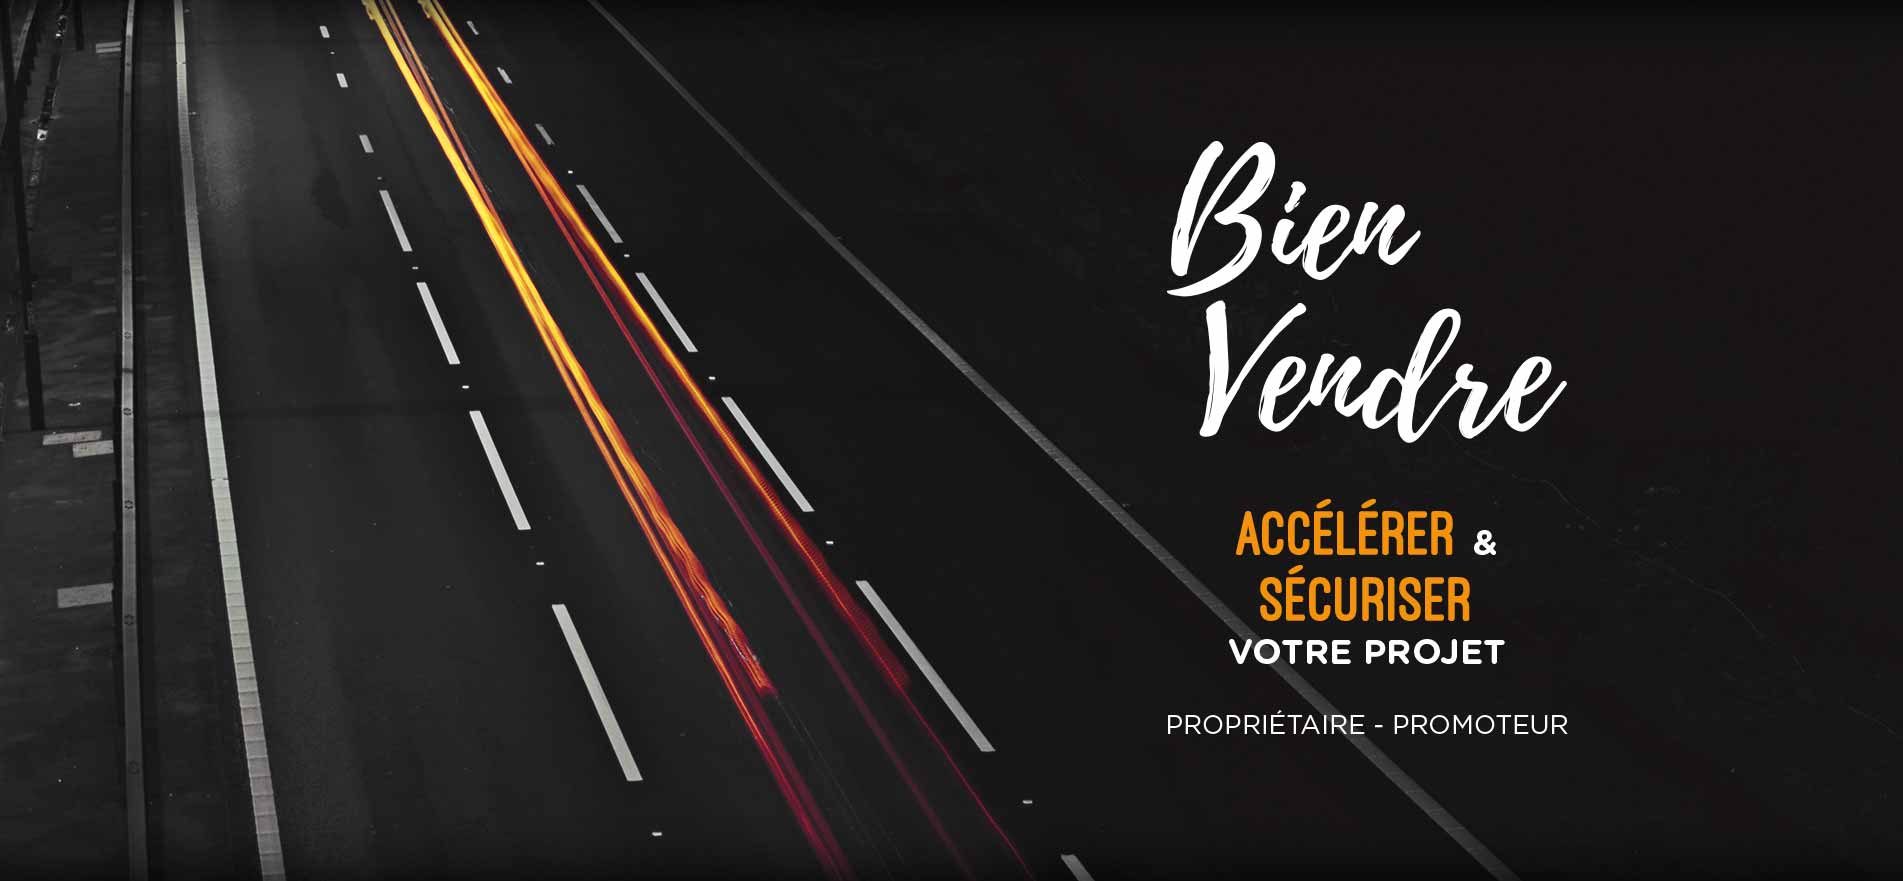 Bien
Vendre
ACCÉLÉRER &
SÉCURISER
VOTRE PROJET
PROPRIÉTAIRE - PROMOTEUR